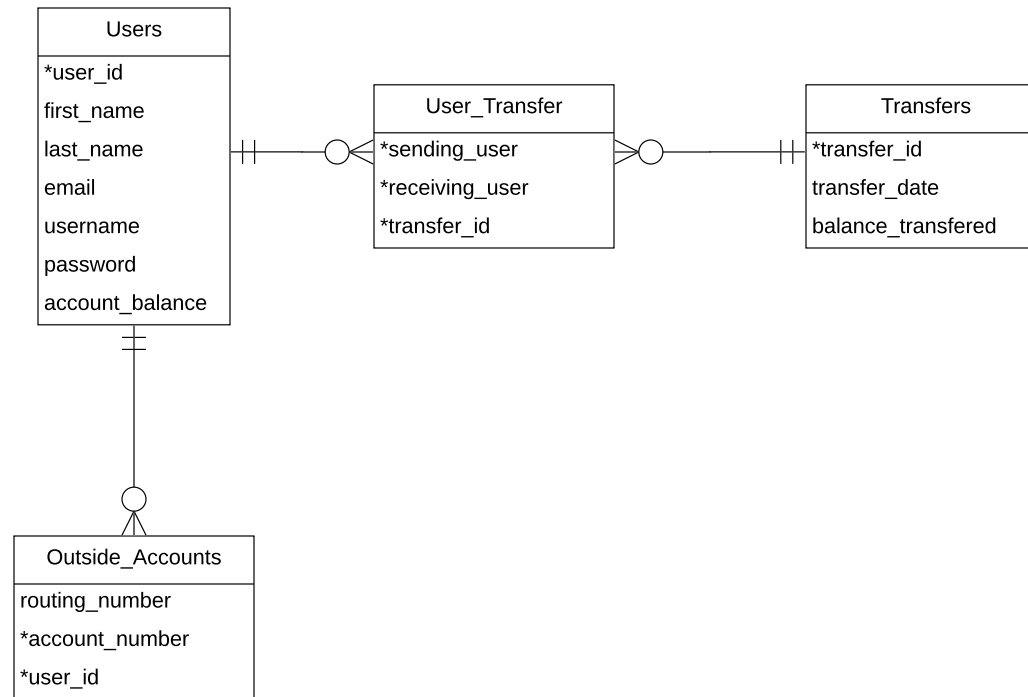 Users
*user_id
first_name
last_name
email
username
password
account_balance
User_Transfer
*sending_user
*receiving_user
*transfer_id
Transfers
*transfer_id
transfer_date
balance_transfered
Outside_Accounts
routing_number
*account_number
*user_id